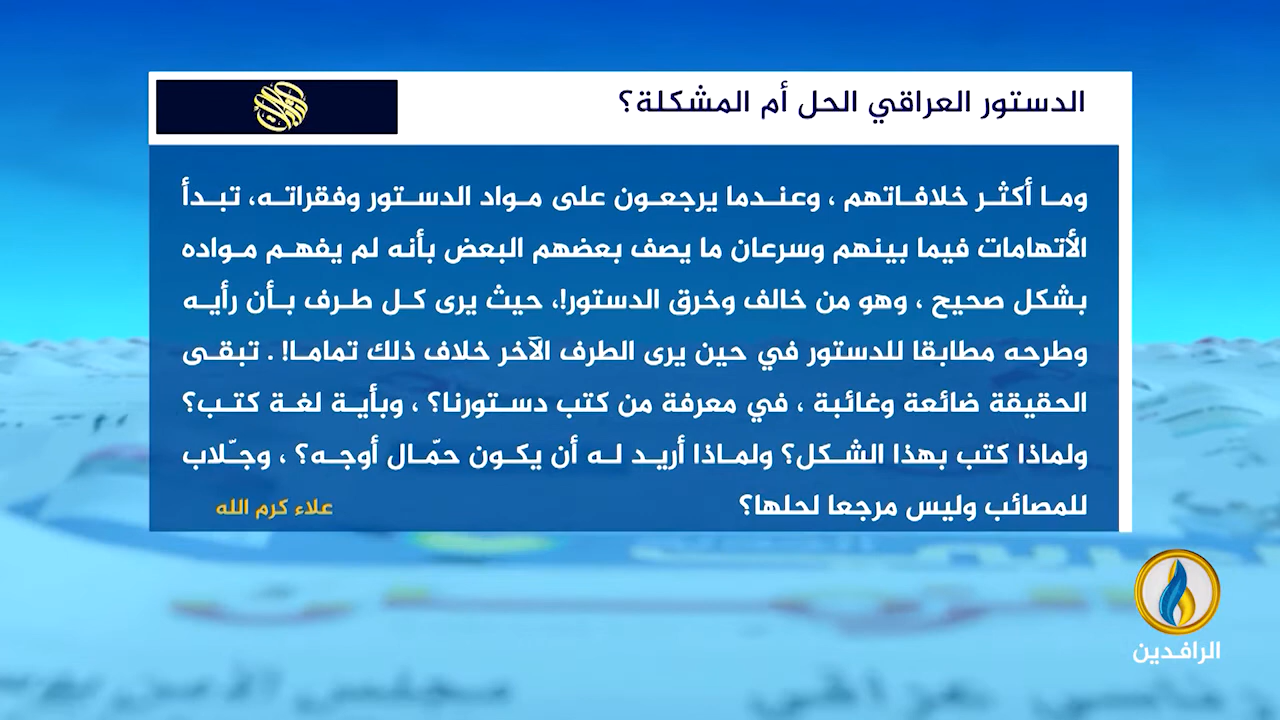 الدستور العراقي الحل أم المشكلة؟
وما أكثر خلافاتهم ، وعندما يرجعون على مواد الدستور وفقراته، تبدأ
الأتهامات فيما بينهم وسرعان ما يصف بعضهم البعض بأنه لم يفهم مواده
بشكل صحيح ، وهو من خالف وخرق الدستور!، حيث يرى كل طرف بأن رأيه
وطرحه مطابقا للدستور في حين يرى الطرف الآخر خلاف ذلك تماما! . تبقى
الحقيقة ضائعة وغائبة ، في معرفة من كتب دستورنا؟ ، وبأية لغة كتب؟
ولماذا كتب بهذا الشكل؟ ولماذا أريد له أن يكون حمّال أوجه؟ ، وجلّاب
للمصائب وليس مرجعا لحلها؟
علاء كرم الله
الرافدين
مجلس الأمن
عراقي